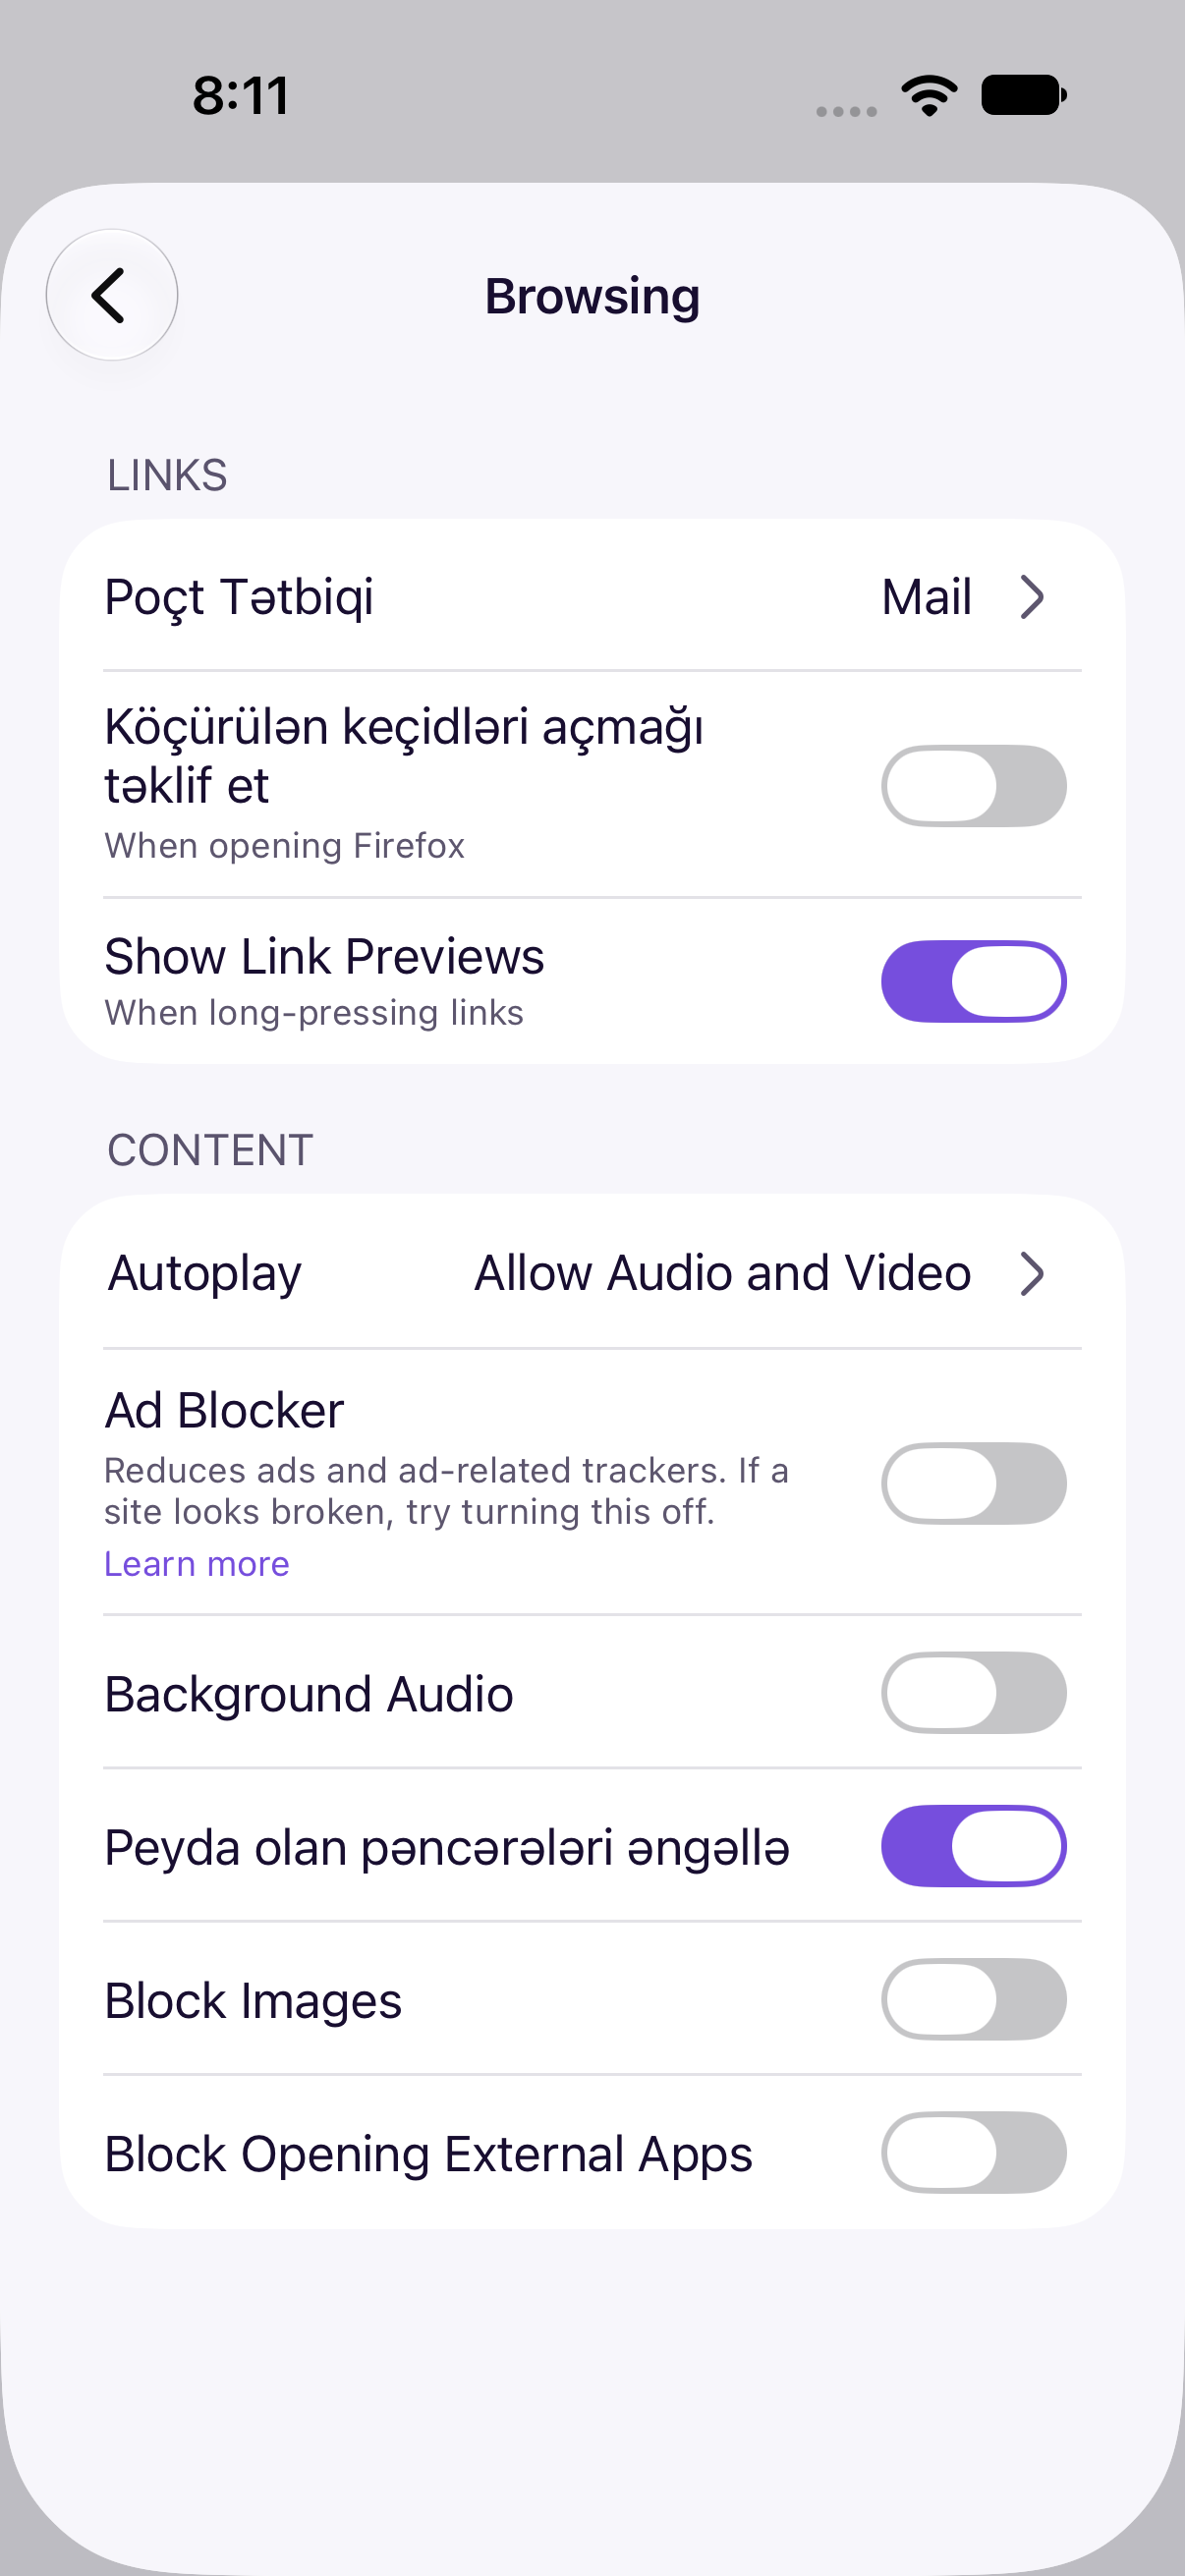 8:11
Browsing
LINKS
Poçt Tətbiqi Mail
Köçürülən keçidləri açmağı
təklif et
When opening Firefox
Show Link Previews
When long-pressing links
CONTENT
Autoplay Allow Audio and Video
Ad Blocker
Reduces ads and ad-related trackers. If a
site looks broken, try turning this off.
Learn more
Background Audio
Peyda olan pəncərələri əngəllə
Block Images
Block Opening External Apps